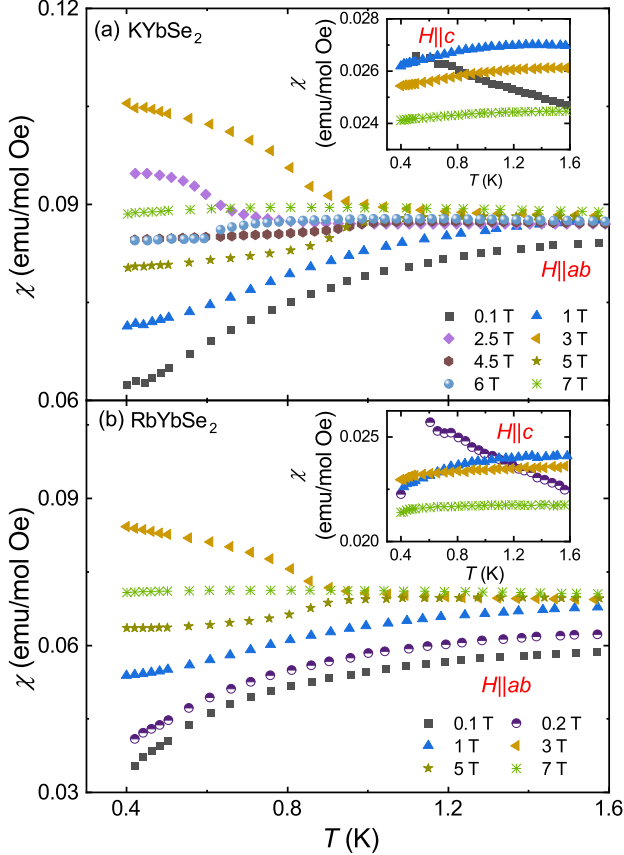 0.12
(a) KYbSe2
H||c
0.028
0.026
0.024
χ
(emu/mol Oe)
0.4 0.8 1.2 1.6
T (K)
χ (emu/mol Oe)
0.09
0.06
H||ab
0.1 T 1 T
2.5 T 3 T
4.5 T 5 T
6 T 7 T
(b) RbYbSe2
H||c
0.025
0.020
χ
(emu/mol Oe)
0.4 0.8 1.2 1.6
T (K)
χ (emu/mol Oe)
0.09
0.06
0.03
H||ab
0.1 T 0.2 T
1 T 3 T
5 T 7 T
0.4 0.8 1.2 1.6
T (K)